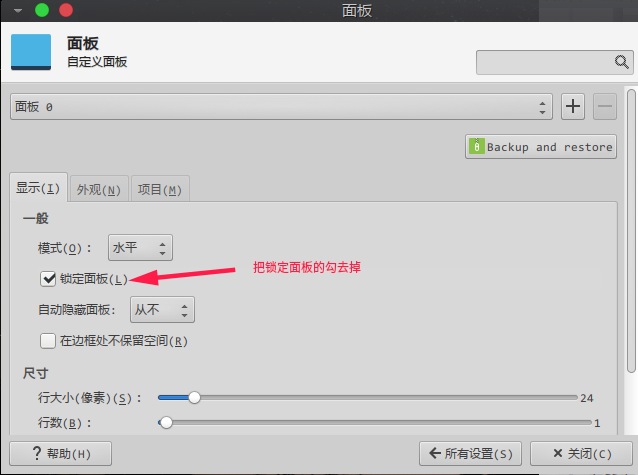 面板
面板
自定义面板
面板 0
Backup and restore
显示(I) 外观(N) 项目(M)
一般
模式(O): 水平
锁定面板(L) 把锁定面板的勾去掉
自动隐藏面板: 从不
在边框处不保留空间(R)
尺寸
行大小(像素)(S): 24
行数(B): 1
?帮助(H) 所有设置(S) 关闭(C)